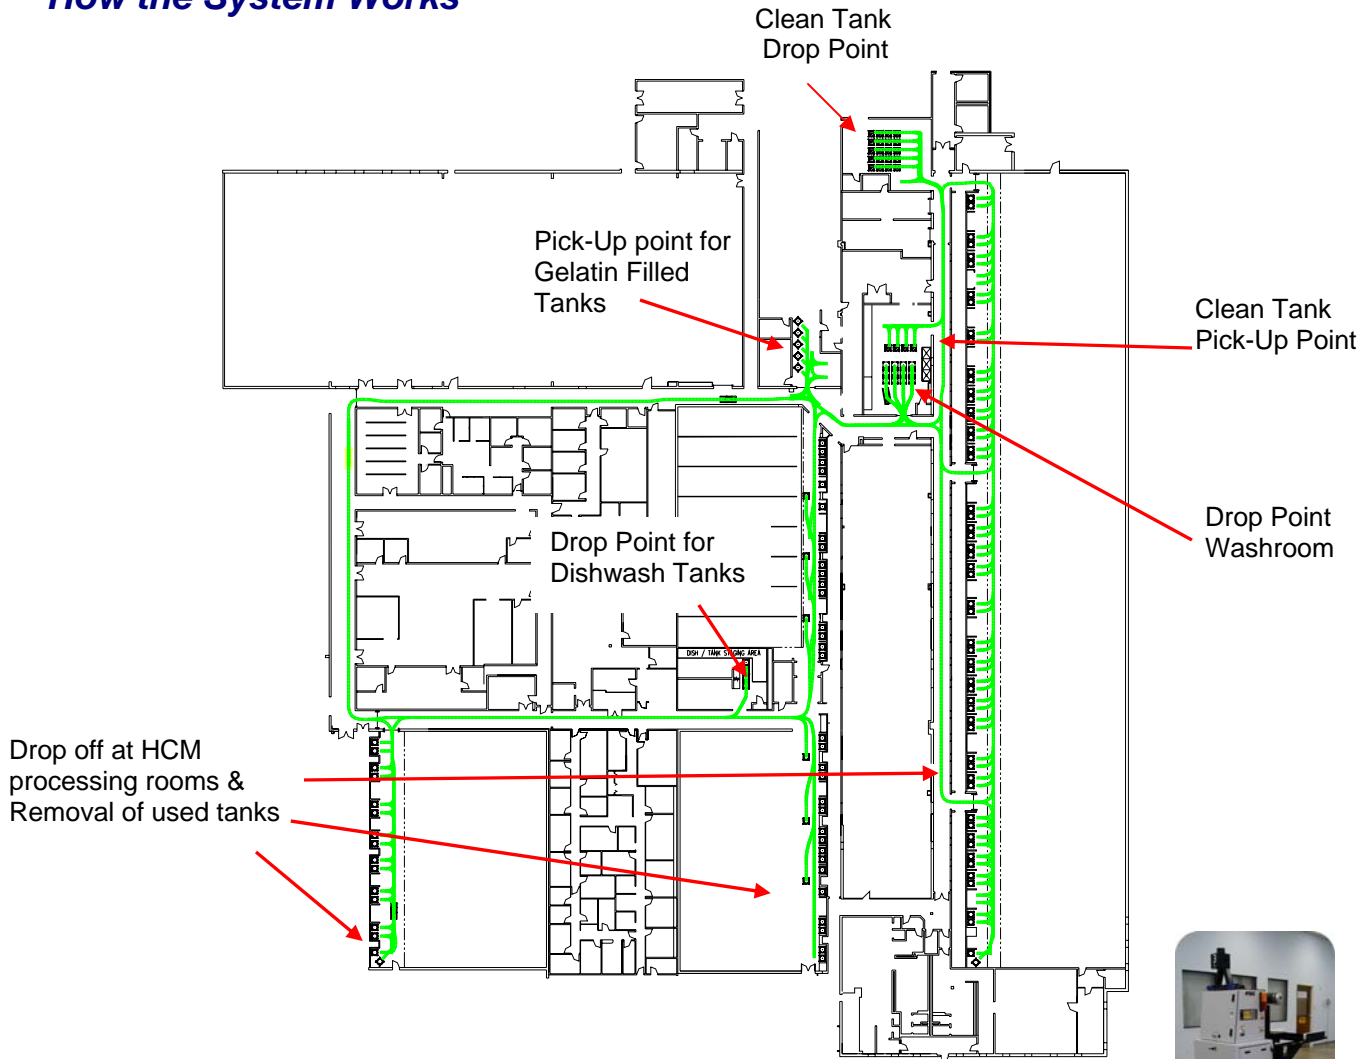 How the System Works
Clean Tank
Drop Point
Pick-Up point for
Gelatin Filled
Tanks
Clean Tank
Pick-Up Point
Drop Point
Washroom
Drop Point for
Dishwash Tanks
DISH / TANK STAGING AREA
Drop off at HCM
processing rooms &
Removal of used tanks